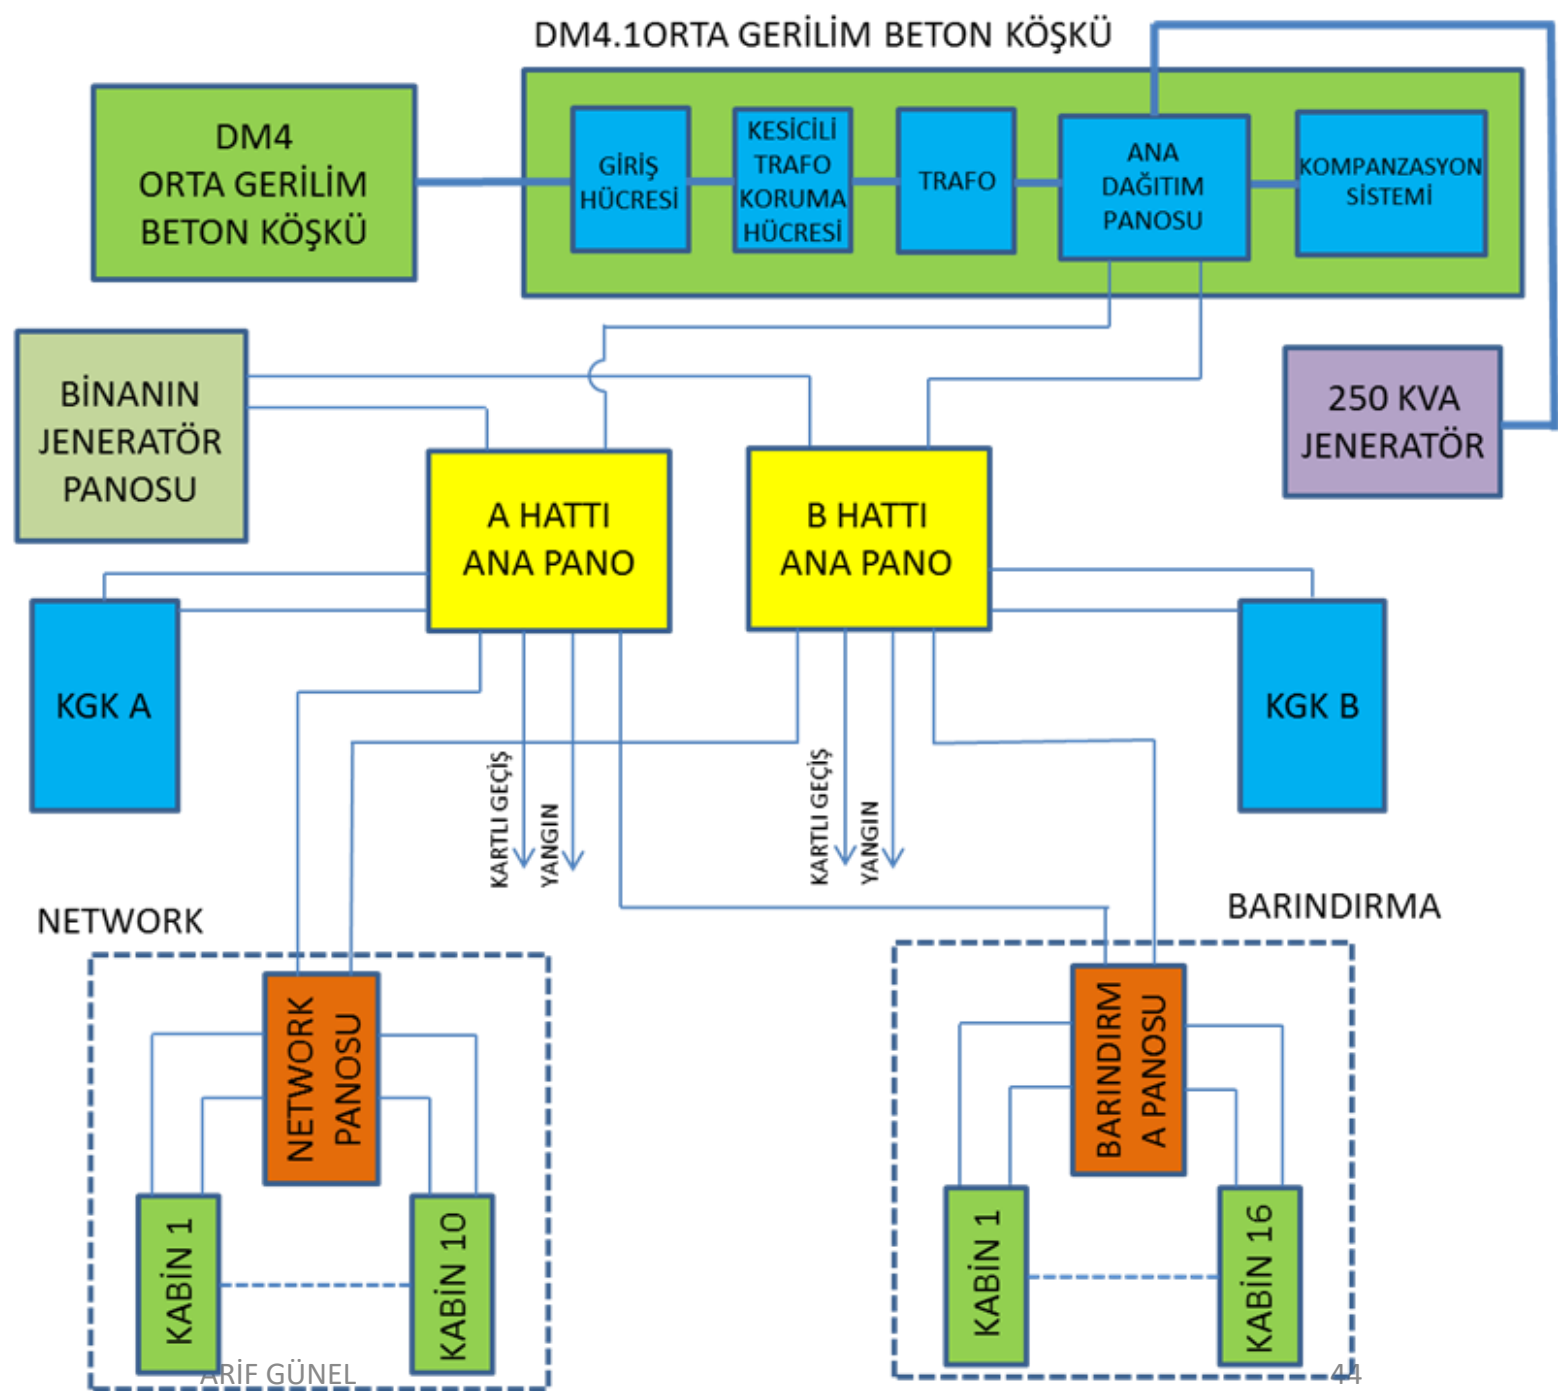 DM4.1ORTA GERİLİM BETON KÖŞKÜ
DM4
ORTA GERİLİM
BETON KÖŞKÜ
GİRİŞ
HÜCRESİ
KESİCİLİ
TRAFO
KORUMA
HÜCRESİ
TRAFO
ANA
DAĞITIM
PANOSU
KOMPANZASYON
SİSTEMİ
BİNANIN
JENERATÖR
PANOSU
250 KVA
JENERATÖR
A HATTI
ANA PANO
B HATTI
ANA PANO
KGK A
KGK B
KARTLI GEÇİŞ
YANGIN
KARTLI GEÇİŞ
YANGIN
NETWORK
BARINDIRMA
NETWORK
PANOSU
BARINDIRM
A PANOSU
KABİN 1
KABİN 10
KABİN 1
KABİN 16
ARİF GÜNEL
44